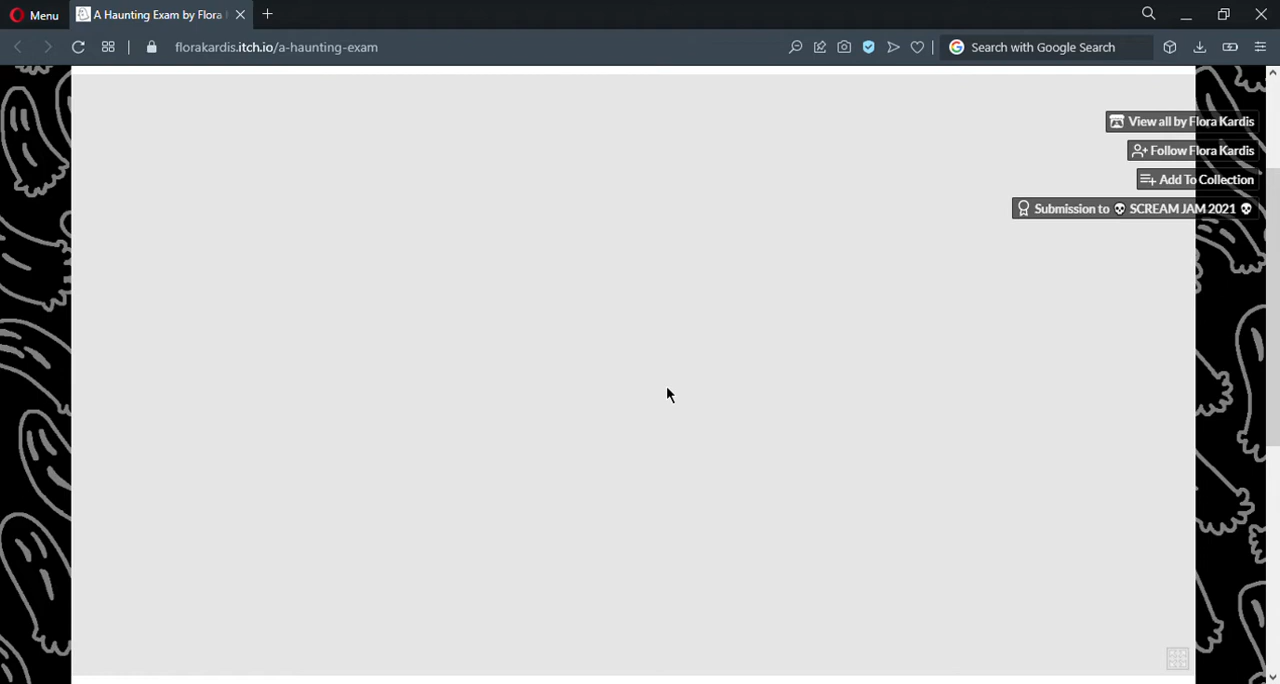 Menu
A Haunting Exam by Flora
florakardis.itch.io/a-haunting-exam
Search with Google Search
View all by Flora Kardis
Follow Flora Kardis
Add To Collection
Submission to 💀 SCREAM JAM 2021 💀